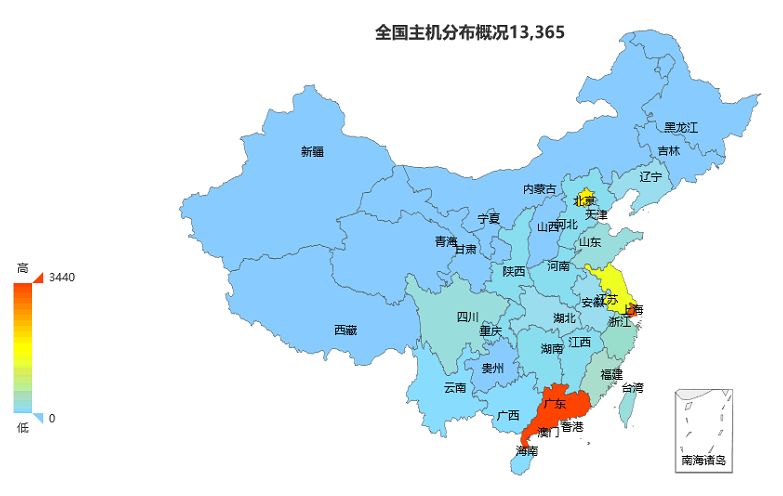 全国主机分布概况13,365
黑龙江
新疆
吉林
辽宁
内蒙古
北京
天津
宁夏
山西
河北
青海
甘肃
山东
陕西
河南
高
3440
安徽
江苏
上海
四川
湖北
浙江
西藏
重庆
湖南
江西
贵州
福建
云南
台湾
广东
广西
0
低
澳门
香港
海南
南海诸岛